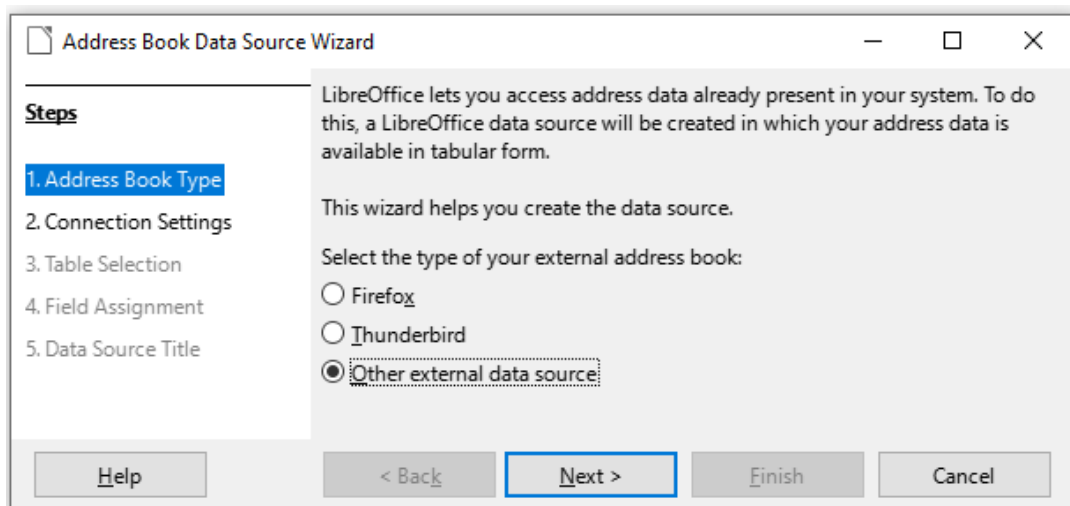 Address Book Data Source Wizard
Steps
1. Address Book Type
2. Connection Settings
3. Table Selection
4. Field Assignment
5. Data Source Title
LibreOffice lets you access address data already present in your system. To do
this, a LibreOffice data source will be created in which your address data is
available in tabular form.
This wizard helps you create the data source.
Select the type of your external address book:
Firefox
Thunderbird
Other external data source
Help
< Back
Next >
Finish
Cancel